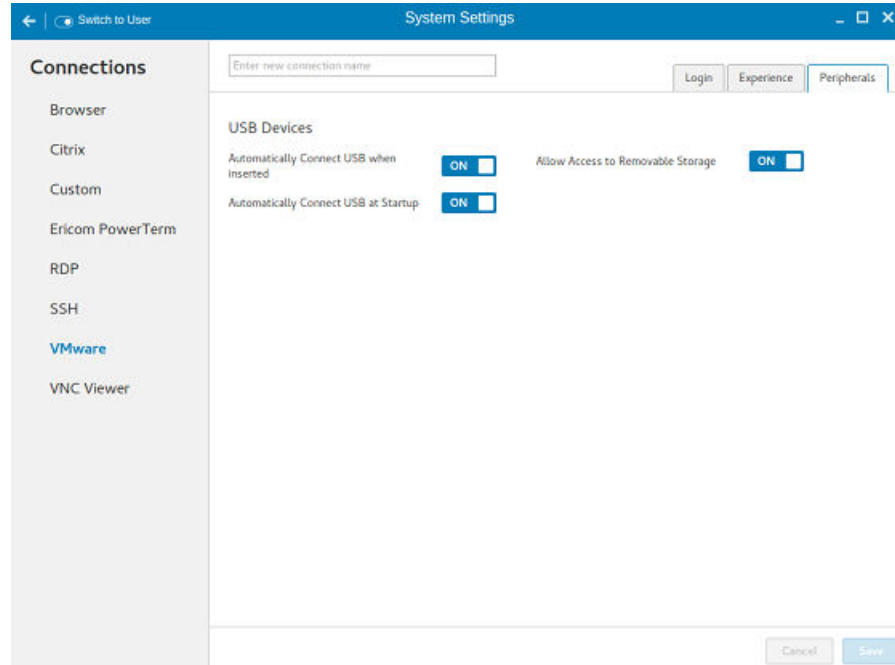 Switch to User
System Settings
Connections
Browser
Citrix
Custom
Ericom PowerTerm
RDP
SSH
VMware
VNC Viewer
Enter new connection name
Login
Experience
Peripherals
USB Devices
Automatically Connect USB when
inserted
ON
Allow Access to Removable Storage
ON
Automatically Connect USB at Startup
ON
Cancel
Save